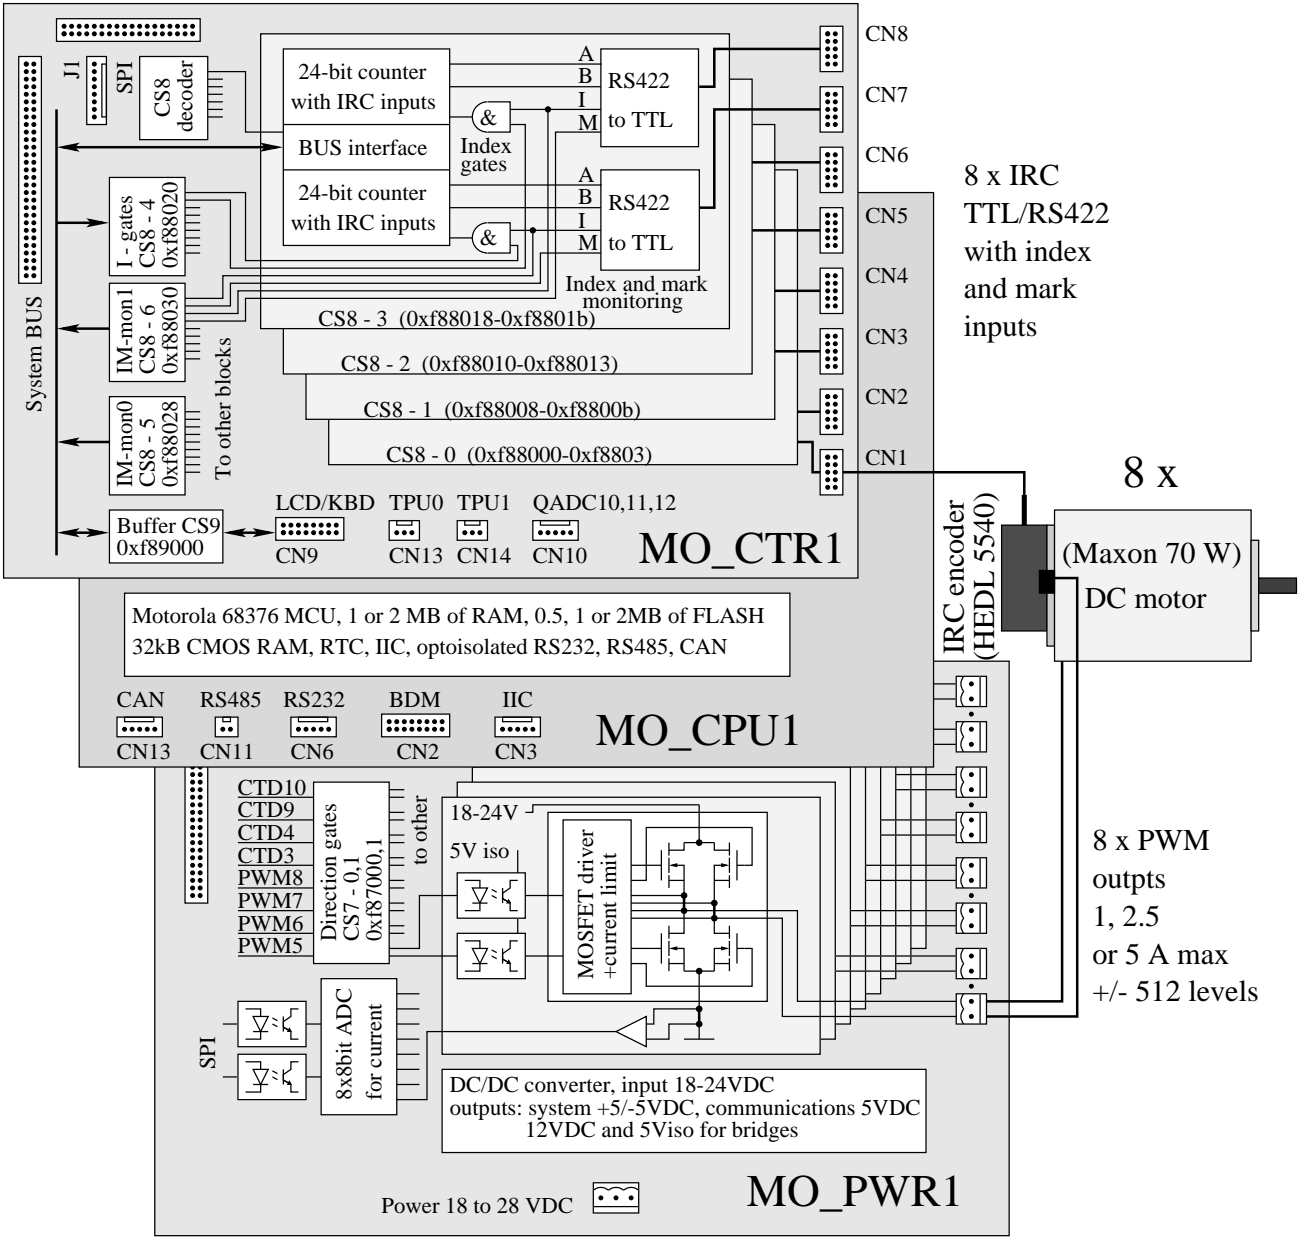 J1
SPI
CS8
decoder
System BUS
24-bit counter
with IRC inputs
BUS interface
24-bit counter
with IRC inputs
&
Index
gates
&
A
B
I
M
RS422
to TTL
A
B
I
M
RS422
to TTL
Index and mark
monitoring
I - gates
CS8 - 4
0xf88020
IM-mon1
CS8 - 6
0xf88030
IM-mon0
CS8 - 5
0xf88028
To other blocks
CS8 - 3 (0xf88018-0xf8801b)
CS8 - 2 (0xf88010-0xf88013)
CS8 - 1 (0xf88008-0xf8800b)
CS8 - 0 (0xf88000-0xf8803)
CN8
CN7
CN6
CN5
CN4
CN3
CN2
CN1
8 x IRC
TTL/RS422
with index
and mark
inputs
Buffer CS9
0xf89000
LCD/KBD
CN9
TPU0
CN13
TPU1
CN14
QADC10,11,12
CN10
MO_CTR1
8 x
IRC encoder
(HEDL 5540)
(Maxon 70 W)
DC motor
Motorola 68376 MCU, 1 or 2 MB of RAM, 0.5, 1 or 2MB of FLASH
32kB CMOS RAM, RTC, IIC, optoisolated RS232, RS485, CAN
CAN
CN13
RS485
CN11
RS232
CN6
BDM
CN2
IIC
CN3
MO_CPU1
CTD10
CTD9
CTD4
CTD3
PWM8
PWM7
PWM6
PWM5
Direction gates
CS7 - 0,1
0xf87000,1
to other
18-24V
5V iso
MOSFET driver
+current limit
8 x PWM
outpts
1, 2.5
or 5 A max
+/- 512 levels
SPI
8x8bit ADC
for current
DC/DC converter, input 18-24VDC
outputs: system +5/-5VDC, communications 5VDC
12VDC and 5Viso for bridges
Power 18 to 28 VDC
MO_PWR1